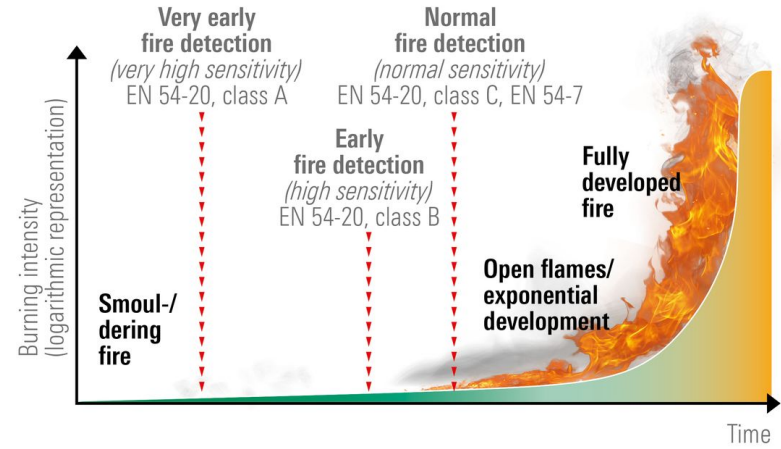 Very early
fire detection
(very high sensitivity)
EN 54-20, class A
Normal
fire detection
(normal sensitivity)
EN 54-20, class C, EN 54-7
Early
fire detection
(high sensitivity)
EN 54-20, class B
Fully
developed
fire
Open flames/
exponential
development
Smoul-/
dering
fire
Burning intensity
(logarithmic representation)
Time